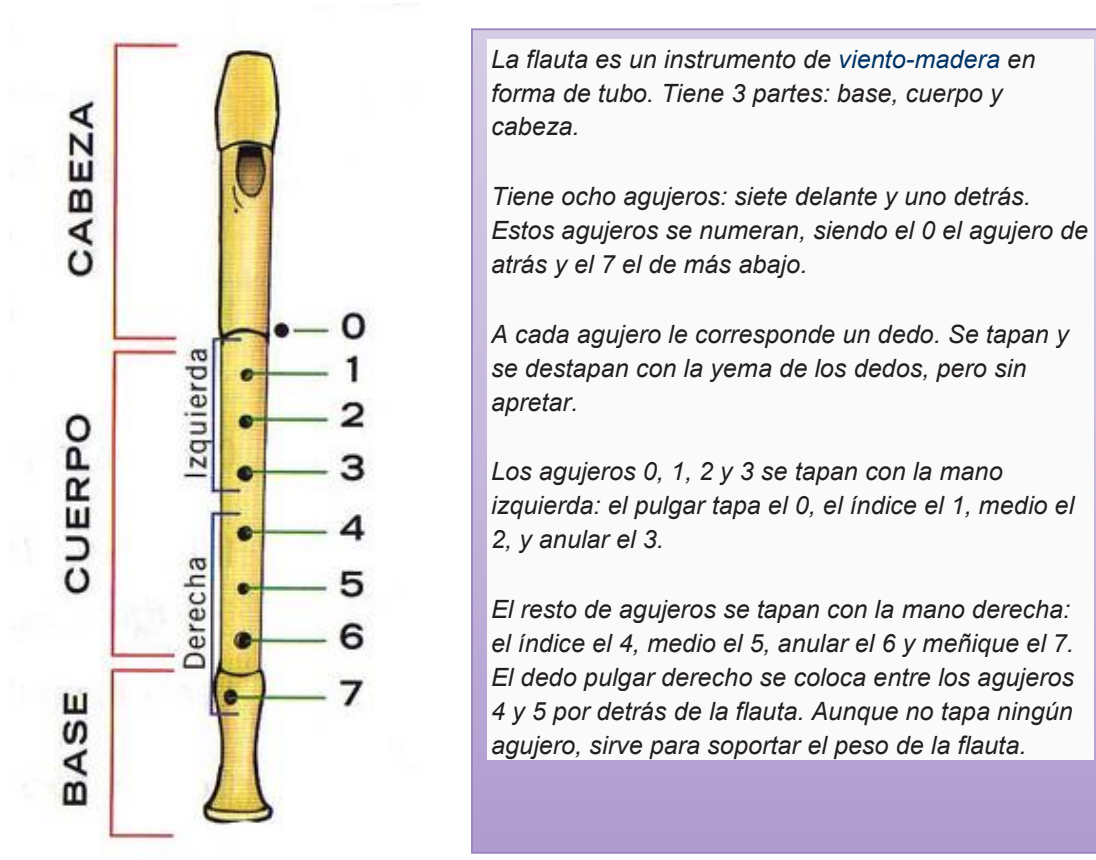 CABEZA
CUERPO
BASE
Izquierda
Derecha
0
1
2
3
4
5
6
7
La flauta es un instrumento de viento-madera en
forma de tubo. Tiene 3 partes: base, cuerpo y
cabeza.
Tiene ocho agujeros: siete delante y uno detrás.
Estos agujeros se numeran, siendo el 0 el agujero de
atrás y el 7 el de más abajo.
A cada agujero le corresponde un dedo. Se tapan y
se destapan con la yema de los dedos, pero sin
apretar.
Los agujeros 0, 1, 2 y 3 se tapan con la mano
izquierda: el pulgar tapa el 0, el índice el 1, medio el
2, y anular el 3.
El resto de agujeros se tapan con la mano derecha:
el índice el 4, medio el 5, anular el 6 y meñique el 7.
El dedo pulgar derecho se coloca entre los agujeros
4 y 5 por detrás de la flauta. Aunque no tapa ningún
agujero, sirve para soportar el peso de la flauta.